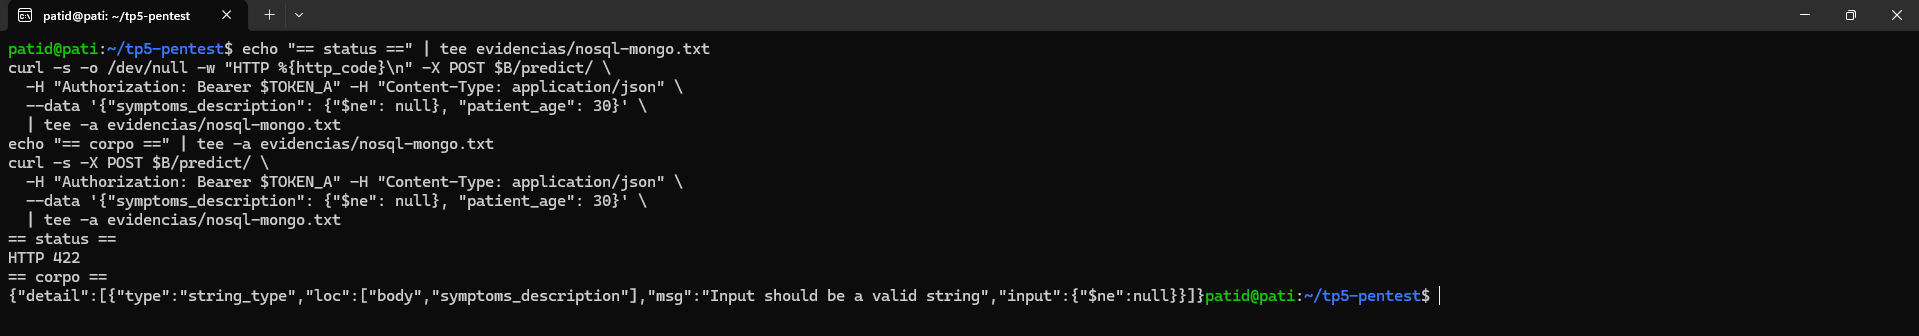 patid@pati: ~/tp5-pentest
patid@pati:~/tp5-pentest$ echo "== status ==" | tee evidencias/nosql-mongo.txt
curl -s -o /dev/null -w "HTTP %{http_code}\n" -X POST $B/predict/ \
  -H "Authorization: Bearer $TOKEN_A" -H "Content-Type: application/json" \
  --data '{"symptoms_description": {"$ne": null}, "patient_age": 30}' \
  | tee -a evidencias/nosql-mongo.txt
echo "== corpo ==" | tee -a evidencias/nosql-mongo.txt
curl -s -X POST $B/predict/ \
  -H "Authorization: Bearer $TOKEN_A" -H "Content-Type: application/json" \
  --data '{"symptoms_description": {"$ne": null}, "patient_age": 30}' \
  | tee -a evidencias/nosql-mongo.txt
== status ==
HTTP 422
== corpo ==
{"detail":[{"type":"string_type","loc":["body","symptoms_description"],"msg":"Input should be a valid string","input":{"$ne":null}}]}patid@pati:~/tp5-pentest$